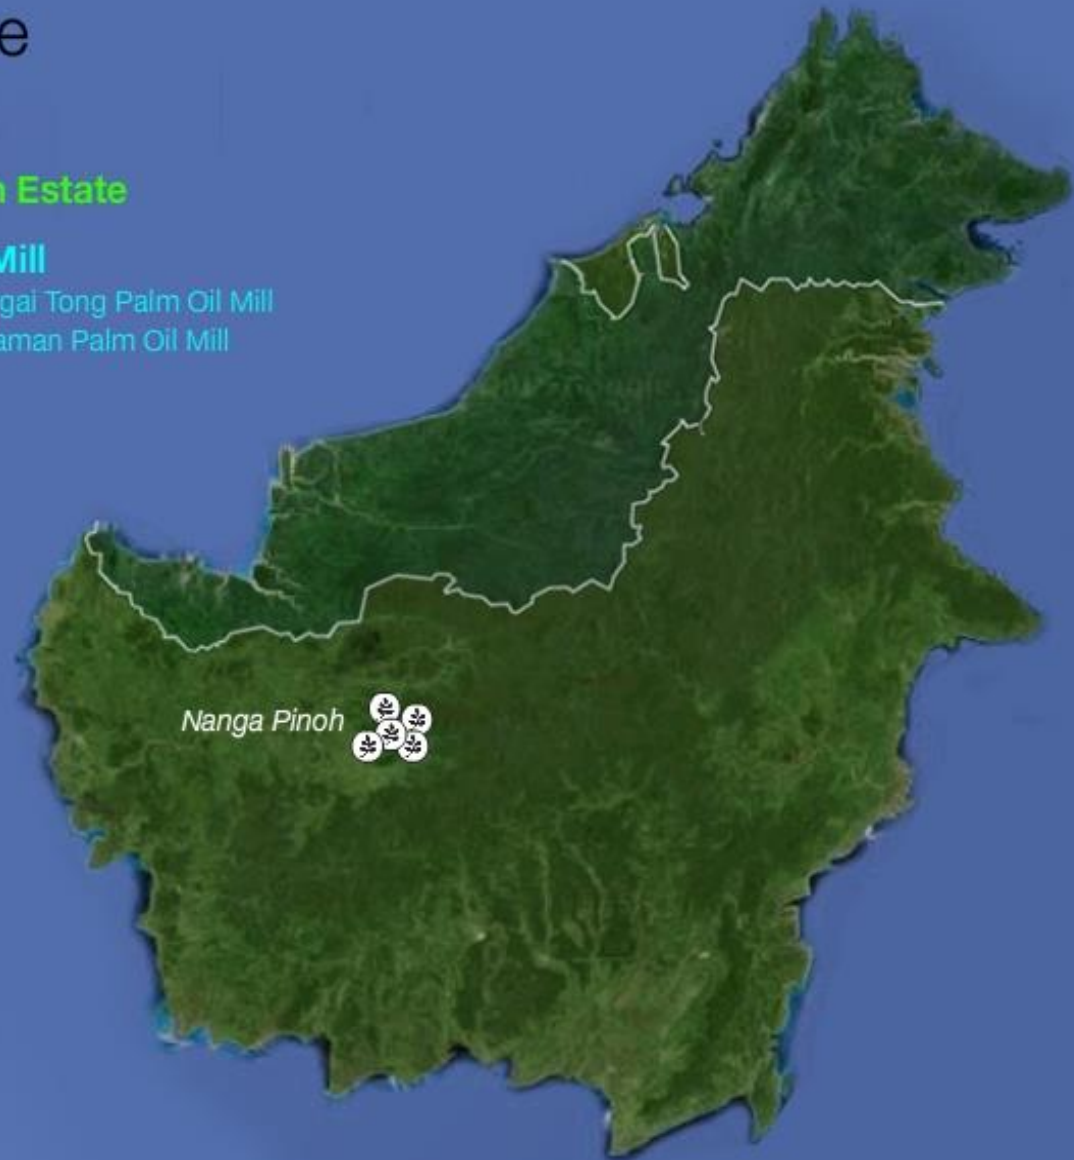 e
n Estate
Mill
gai Tong Palm Oil Mill
aman Palm Oil Mill
Nanga Pinoh